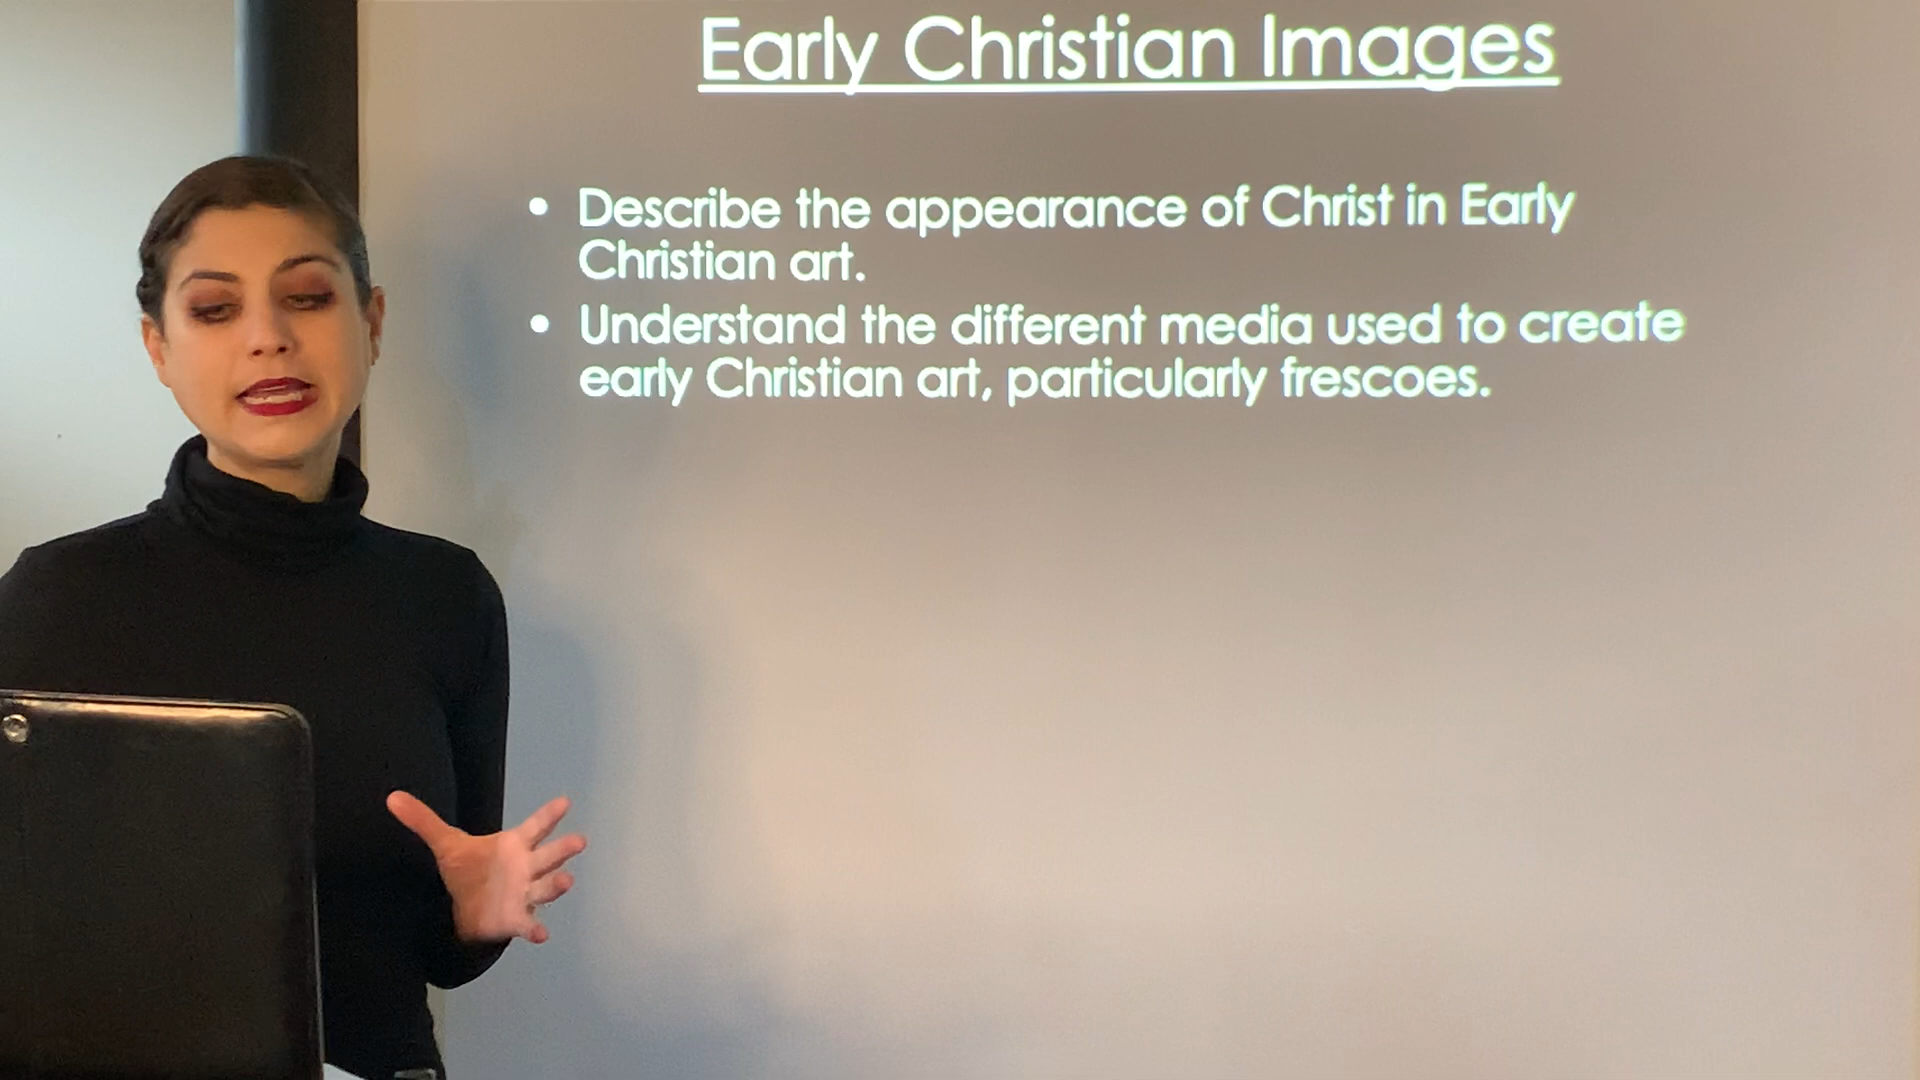 Early Christian Images
• Describe the appearance of Christ in Early
Christian art.
• Understand the different media used to create
early Christian art, particularly frescoes.